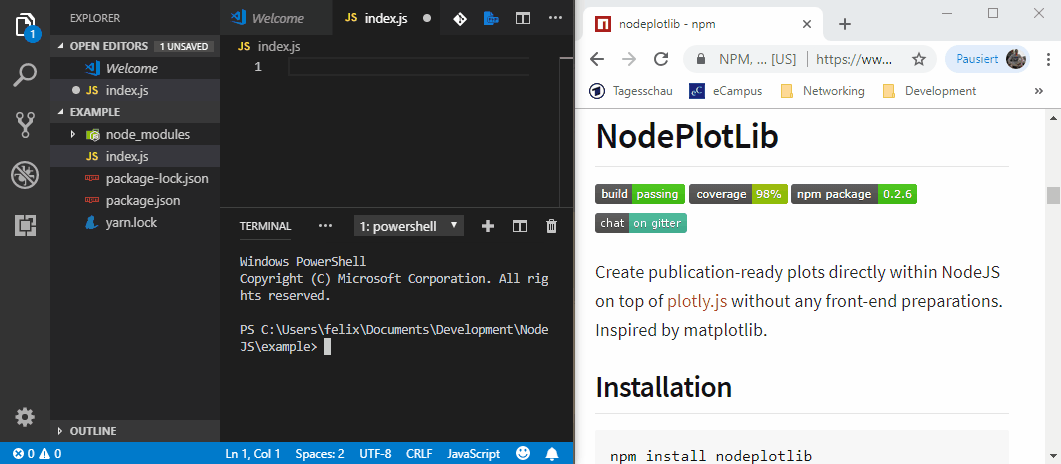 EXPLORER
OPEN EDITORS 1 UNSAVED
Welcome
JS index.js
EXAMPLE
node_modules
JS index.js
package-lock.json
package.json
yarn.lock
OUTLINE
1
Welcome
JS index.js
JS index.js
1
TERMINAL
1: powershell
Windows PowerShell
Copyright (C) Microsoft Corporation. All rig
hts reserved.
PS C:\Users\felix\Documents\Development\Node
JS\example>
0 0
Ln 1, Col 1
Spaces: 2
UTF-8
CRLF
JavaScript
nodeplotlib - npm
NPM, ... [US]
https://www...
Pausiert
Tagesschau
eC eCampus
Networking
Development
»
NodePlotLib
build passing coverage 98% npm package 0.2.6
chat on gitter
Create publication-ready plots directly within NodeJS
on top of plotly.js without any front-end preparations.
Inspired by matplotlib.
Installation
npm install nodeplotlib